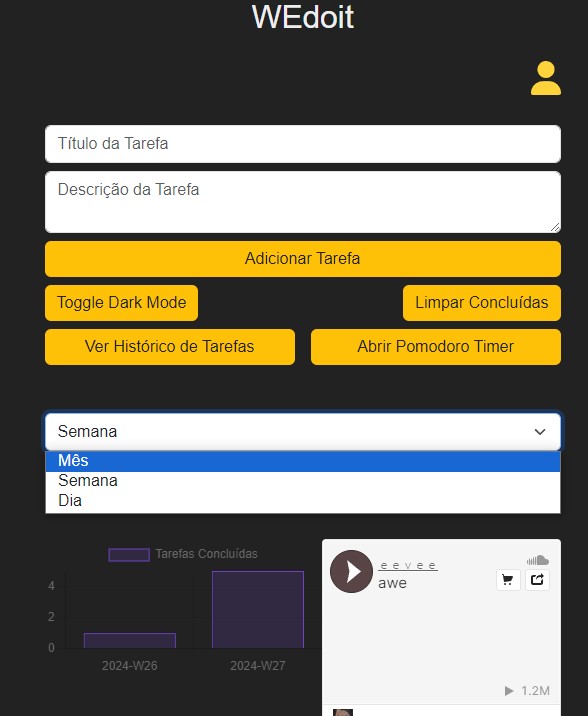 WEdoit
Título da Tarefa
Descrição da Tarefa
Adicionar Tarefa
Toggle Dark Mode
Limpar Concluídas
Ver Histórico de Tarefas
Abrir Pomodoro Timer
Semana
Mês
Semana
Dia
Tarefas Concluídas
4
2
0
2024-W26
2024-W27
e e v e e
awe
1.2M